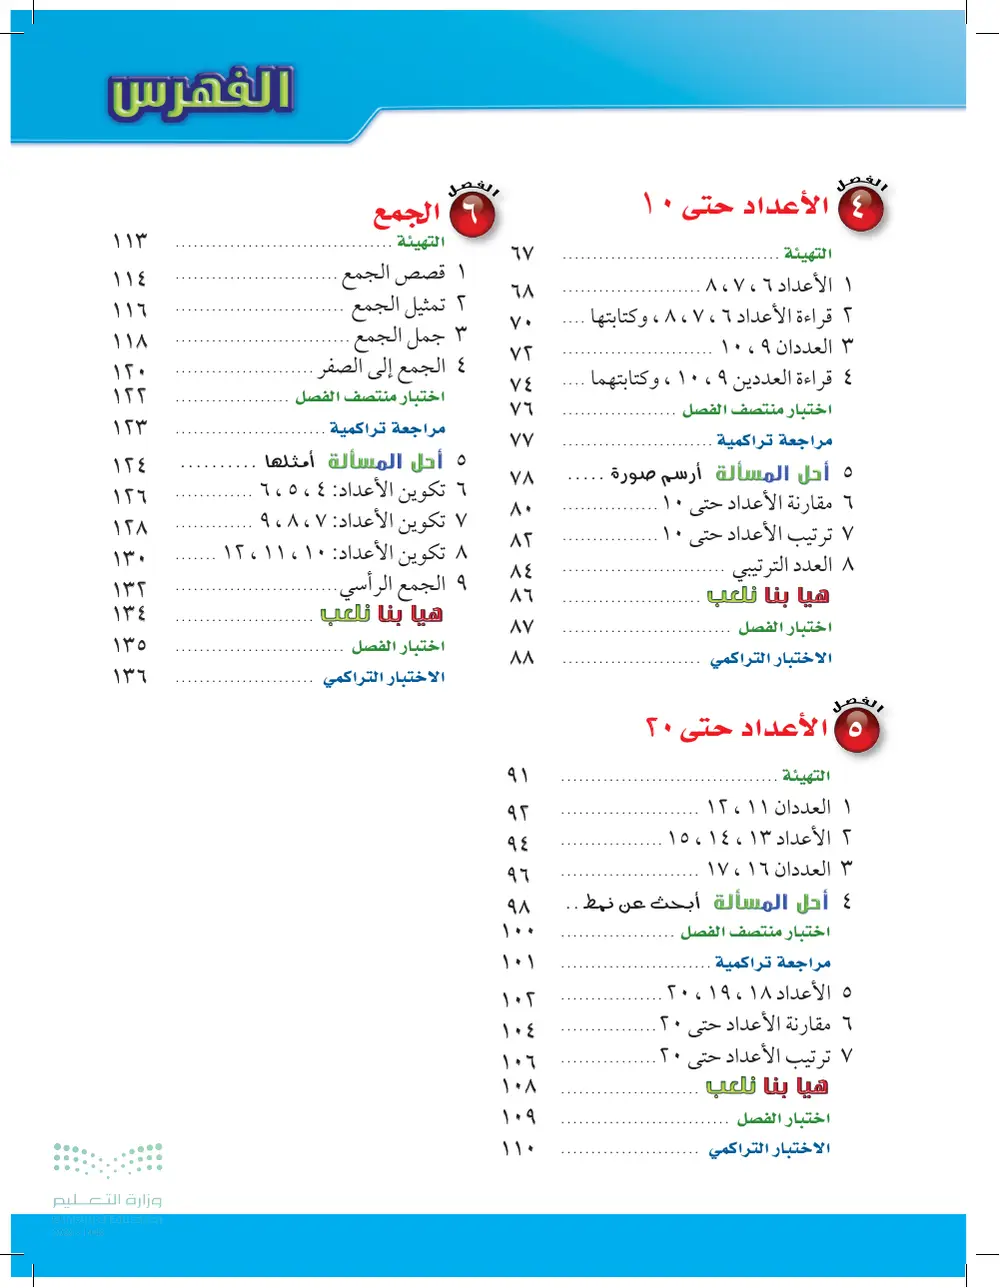 الفهرس
الفصل ٤ الأعداد حتى ١٠
التهيئة .................................... ٦٧
١ الأعداد ٦ ، ٧ ، ٨ ....................... ٦٨
٢ قراءة الأعداد ٦ ، ٧ ، ٨ ، وكتابتها .... ٧٠
٣ العددان ٩ ، ١٠ ......................... ٧٢
٤ قراءة العددين ٩ ، ١٠ ، وكتابتهما .... ٧٤
اختبار منتصف الفصل ................... ٧٦
مراجعة تراكمية ......................... ٧٧
٥ أحل المسألة أرسم صورة ..... ٧٨
٦ مقارنة الأعداد حتى ١٠ ................ ٨٠
٧ ترتيب الأعداد حتى ١٠ ................ ٨٢
٨ العدد الترتيبي ........................... ٨٤
هيا بنا نلعب ....................... ٨٦
اختبار الفصل ............................ ٨٧
الاختبار التراكمي ....................... ٨٨
الفصل ٥ الأعداد حتى ٢٠
التهيئة .................................... ٩١
١ العددان ١١ ، ١٢ ....................... ٩٢
٢ الأعداد ١٣ ، ١٤ ، ١٥ ................. ٩٤
٣ العددان ١٦ ، ١٧ ....................... ٩٦
٤ أحل المسألة أبحث عن نمط .. ٩٨
اختبار منتصف الفصل ................... ١٠٠
مراجعة تراكمية ......................... ١٠١
٥ الأعداد ١٨ ، ١٩ ، ٢٠ ................. ١٠٢
٦ مقارنة الأعداد حتى ٢٠ ................ ١٠٤
٧ ترتيب الأعداد حتى ٢٠ ................ ١٠٦
هيا بنا نلعب ....................... ١٠٨
اختبار الفصل ............................ ١٠٩
الاختبار التراكمي ....................... ١١٠
الفصل ٦ الجمع
التهيئة .................................... ١١٣
١ قصص الجمع ........................... ١١٤
٢ تمثيل الجمع ............................ ١١٦
٣ جمل الجمع ............................. ١١٨
٤ الجمع إلى الصفر ....................... ١٢٠
اختبار منتصف الفصل ................... ١٢٢
مراجعة تراكمية ......................... ١٢٣
٥ أحل المسألة أمثلها .......... ١٢٤
٦ تكوين الأعداد: ٤ ، ٥ ، ٦ ............. ١٢٦
٧ تكوين الأعداد: ٧ ، ٨ ، ٩ ............. ١٢٨
٨ تكوين الأعداد: ١٠ ، ١١ ، ١٢ ....... ١٣٠
٩ الجمع الرأسي ........................... ١٣٢
هيا بنا نلعب ....................... ١٣٤
اختبار الفصل ............................ ١٣٥
الاختبار التراكمي ....................... ١٣٦
وزارة التعليم
Ministry of Education